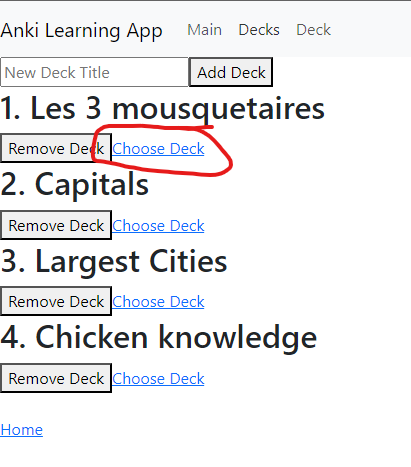 Anki Learning App Main Decks Deck
New Deck Title Add Deck
1. Les 3 mousquetaires
Remove Deck Choose Deck
2. Capitals
Remove Deck Choose Deck
3. Largest Cities
Remove Deck Choose Deck
4. Chicken knowledge
Remove Deck Choose Deck
Home